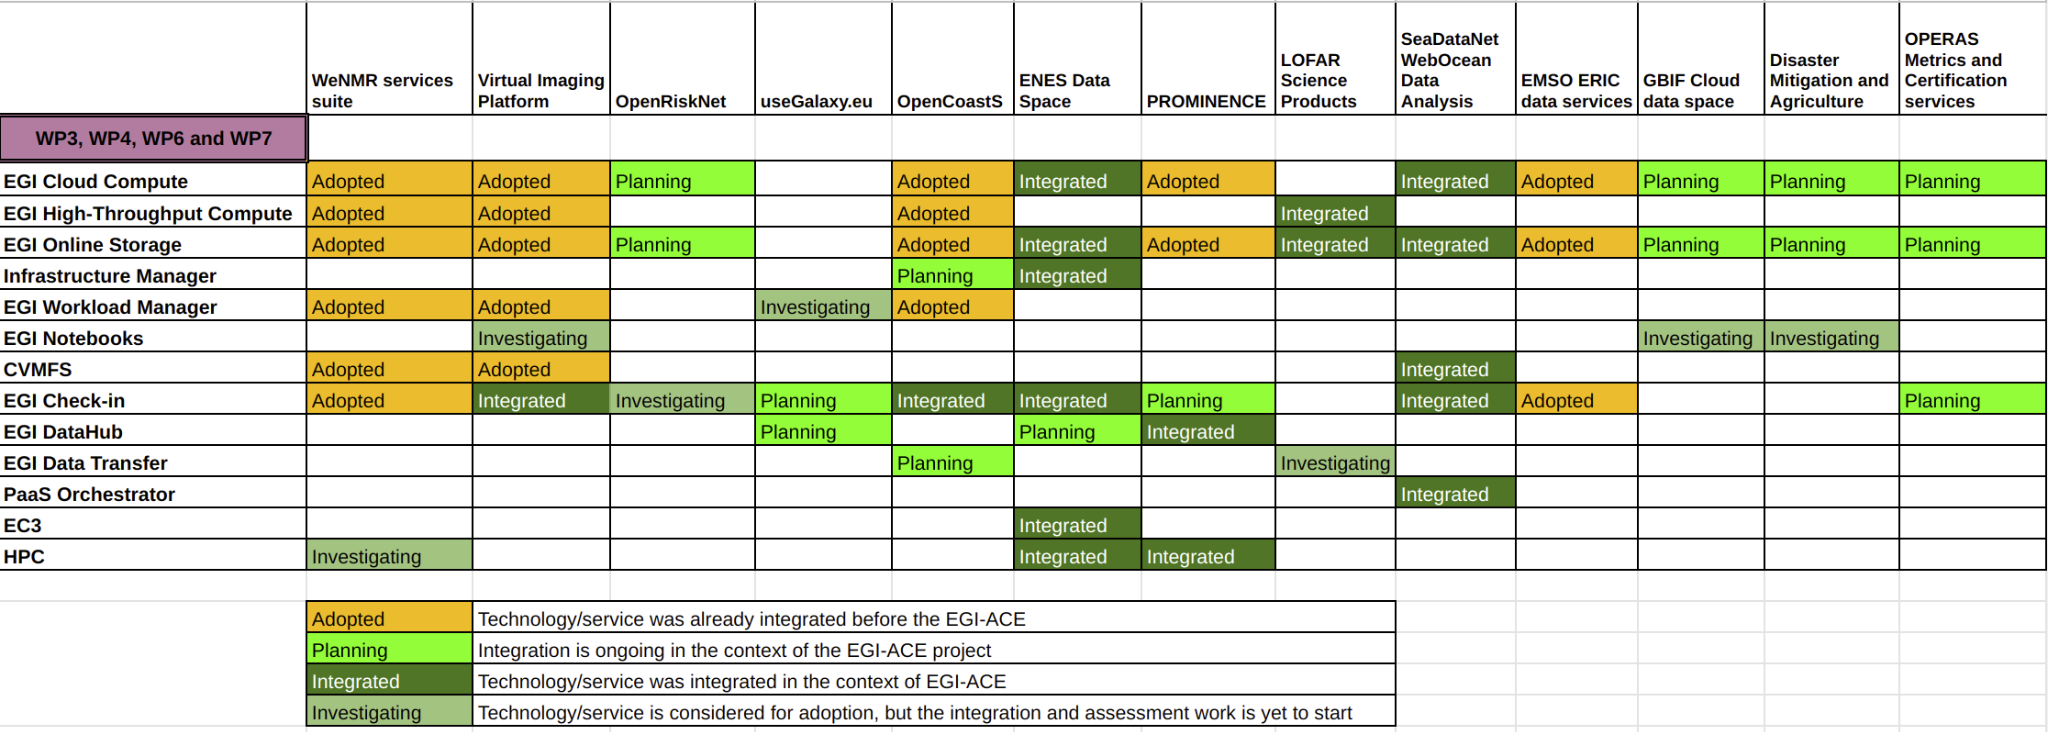 WeNMR services suite	Virtual Imaging Platform	OpenRiskNet	useGalaxy.eu	OpenCoastS	ENES Data Space	PROMINENCE	LOFAR Science Products	SeaDataNet WebOcean Data Analysis	EMSO ERIC data services	GBIF Cloud data space	Disaster Mitigation and Agriculture	OPERAS Metrics and Certification services
WP3, WP4, WP6 and WP7
EGI Cloud Compute	Adopted	Adopted	Planning	Adopted	Integrated	Adopted	Integrated	Adopted	Planning	Planning	Planning
EGI High-Throughput Compute	Adopted	Adopted	Adopted	Integrated
EGI Online Storage	Adopted	Adopted	Planning	Adopted	Integrated	Adopted	Integrated	Integrated	Adopted	Planning	Planning	Planning
Infrastructure Manager	Planning	Integrated
EGI Workload Manager	Adopted	Adopted	Investigating	Adopted
EGI Notebooks	Investigating	Investigating	Investigating
CVMFS	Adopted	Adopted	Integrated
EGI Check-in	Adopted	Integrated	Investigating	Planning	Integrated	Integrated	Planning	Integrated	Adopted	Planning
EGI DataHub	Planning	Planning	Integrated
EGI Data Transfer	Planning	Investigating
PaaS Orchestrator	Integrated
EC3	Integrated
HPC	Investigating	Integrated	Integrated
Adopted	Technology/service was already integrated before the EGI-ACE
Planning	Integration is ongoing in the context of the EGI-ACE project
Integrated	Technology/service was integrated in the context of EGI-ACE
Investigating	Technology/service is considered for adoption, but the integration and assessment work is yet to start